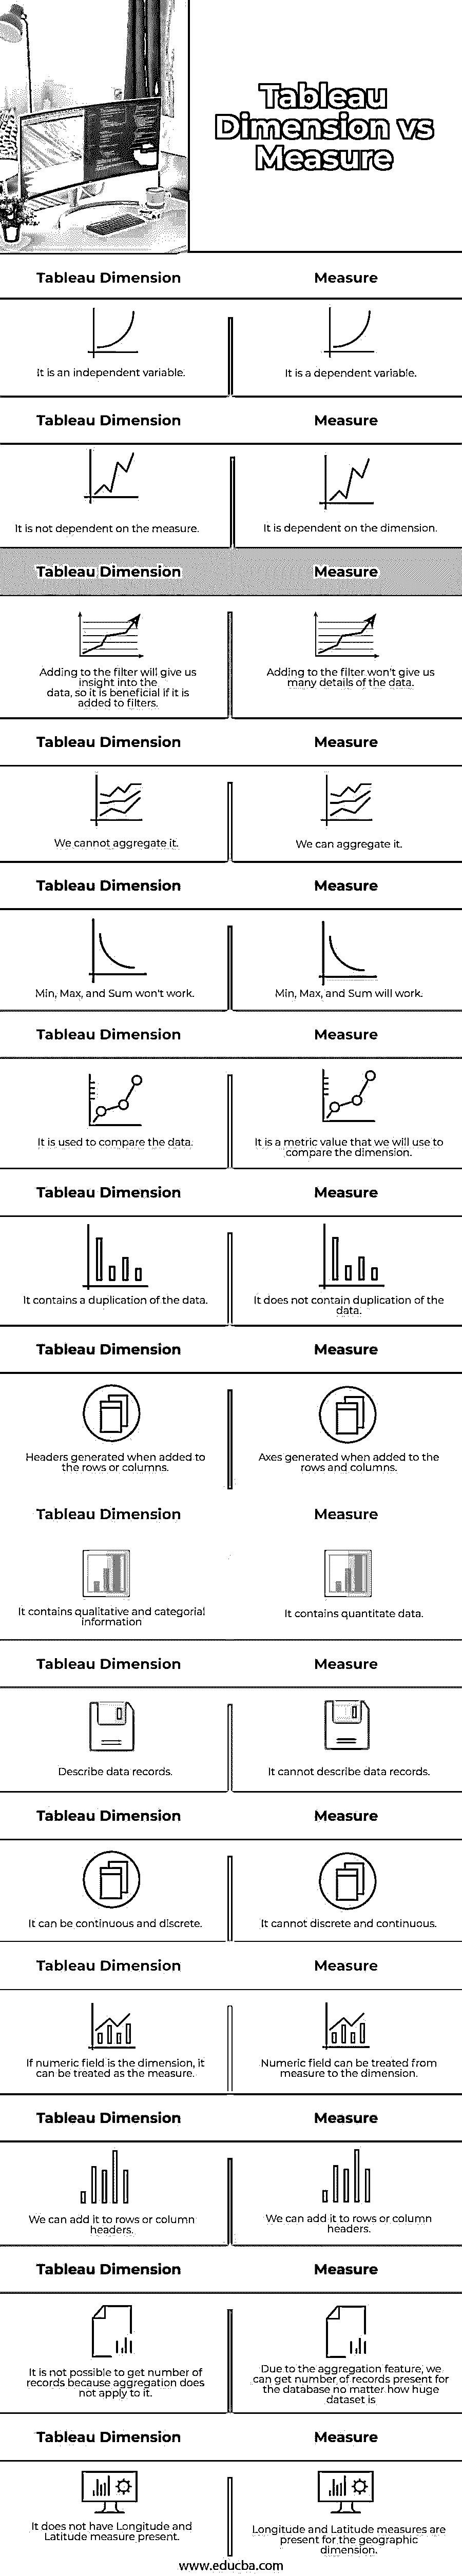 Tableau
Dimension vs
Measure
Tableau Dimension
Measure
It is an independent variable.
It is a dependent variable.
Tableau Dimension
Measure
It is not dependent on the measure.
It is dependent on the dimension.
Tableau Dimension
Measure
Adding to the filter will give us
insight into the
data, so it is beneficial if it is
added to filters.
Adding to the filter won't give us
many details of the data.
Tableau Dimension
Measure
We cannot aggregate it.
We can aggregate it.
Tableau Dimension
Measure
Min, Max, and Sum won't work.
Min, Max, and Sum will work.
Tableau Dimension
Measure
It is used to compare the data.
It is a metric value that we will use to
compare the dimension.
Tableau Dimension
Measure
It contains a duplication of the data.
It does not contain duplication of the
data.
Tableau Dimension
Measure
Headers generated when added to
the rows or columns.
Axes generated when added to the
rows and columns.
Tableau Dimension
Measure
It contains qualitative and categorial
information
It contains quantitate data.
Tableau Dimension
Measure
Describe data records.
It cannot describe data records.
Tableau Dimension
Measure
It can be continuous and discrete.
It cannot discrete and continuous.
Tableau Dimension
Measure
If numeric field is the dimension, it
can be treated as the measure.
Numeric field can be treated from
measure to the dimension.
Tableau Dimension
Measure
We can add it to rows or column
headers.
We can add it to rows or column
headers.
Tableau Dimension
Measure
It is not possible to get number of
records because aggregation does
not apply to it.
Due to the aggregation feature, we
can get number of records present for
the database no matter how huge
dataset is
Tableau Dimension
Measure
It does not have Longitude and
Latitude measure present.
Longitude and Latitude measures are
present for the geographic
dimension.
www.educba.com